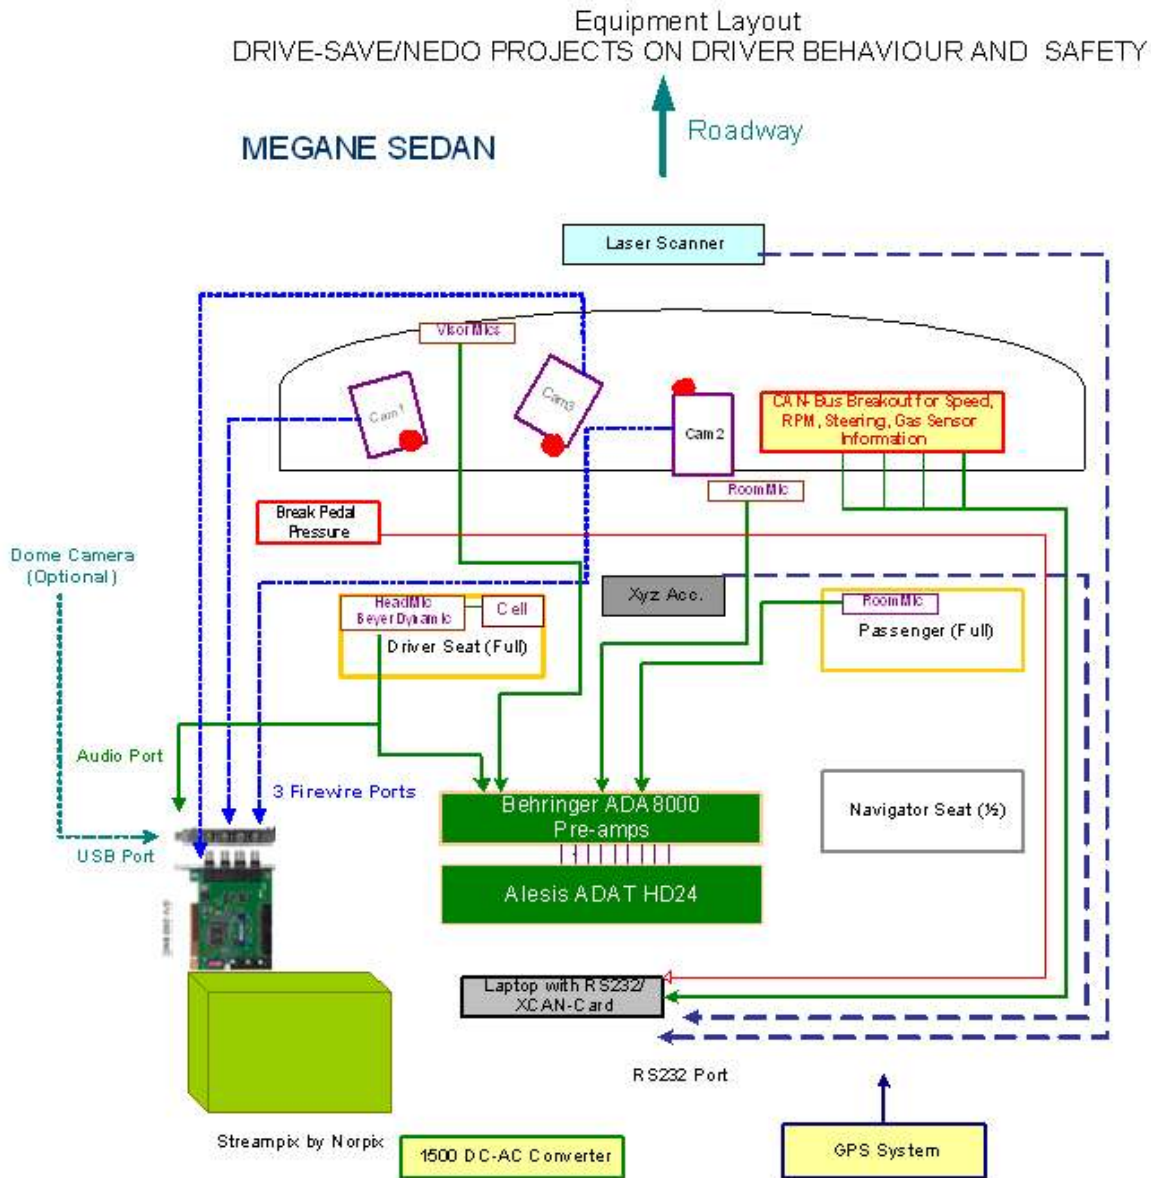 Equipment Layout
DRIVE-SAVE/NEDO PROJECTS ON DRIVER BEHAVIOUR AND SAFETY
Roadway
MEGANE SEDAN
Laser Scanner
Visor Mics
Cam1
Cam3
Cam2
CAN-Bus Breakout for Speed,
RPM, Steering, Gas Sensor
Information
Room Mic
Break Pedal
Pressure
Dome Camera
(Optional)
Xyz Acc.
HeadMic
Beyer Dynamic
Cell
Driver Seat (Full)
Room Mic
Passenger (Full)
Audio Port
3 Firewire Ports
USB Port
Behringer ADA 8000
Pre-amps
Navigator Seat (½)
Alesis ADAT HD24
Laptop with RS232/
XCAN-Card
RS232 Port
Streampix by Norpix
1500 DC-AC Converter
GPS System